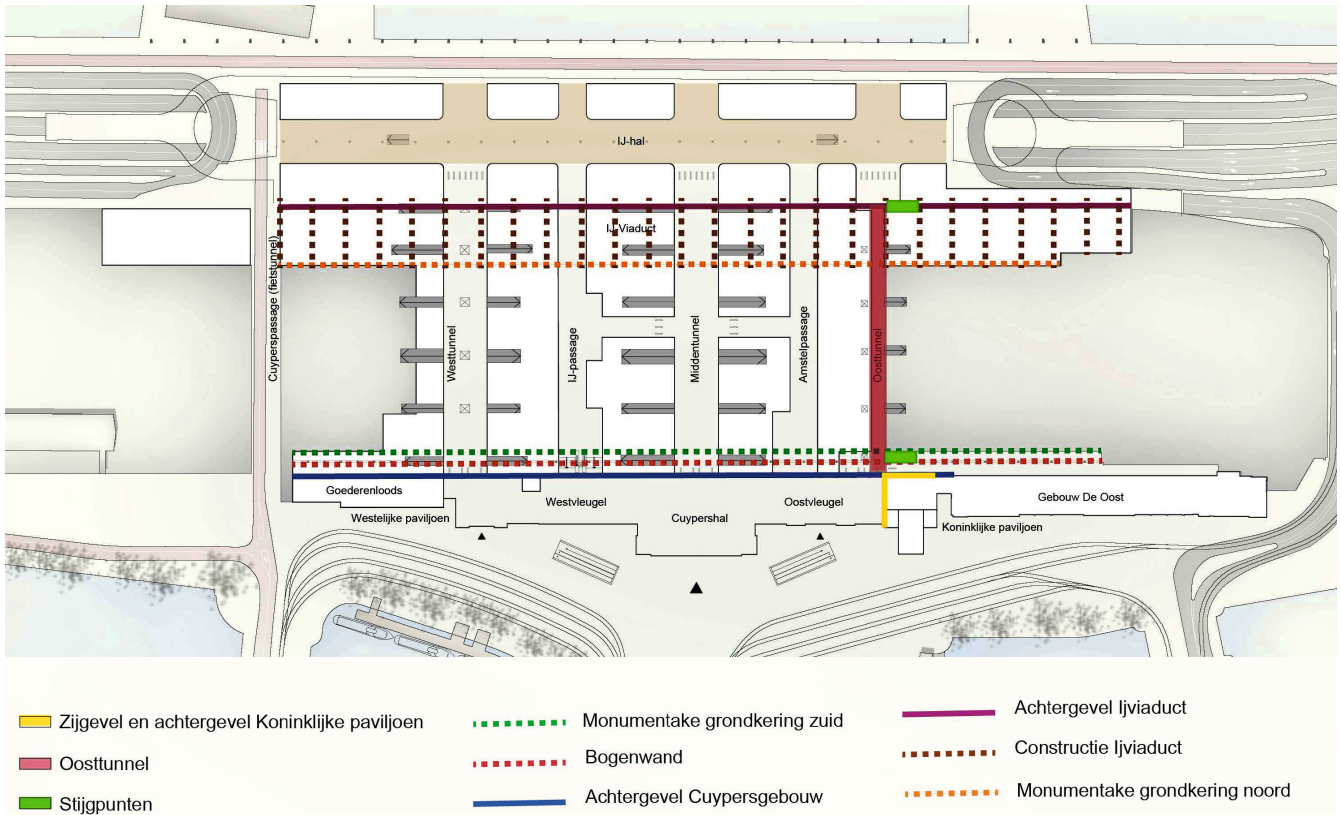 IJ-hal
IJ-Viaduct
Cuyperspassage (fietstunnel)
Westtunnel
IJ-passage
Middentunnel
Amstelpassage
Oosttunnel
Goederenloods
Westvleugel
Oostvleugel
Gebouw De Oost
Westelijke paviljoen
Cuypershal
Koninklijke paviljoen
Zijgevel en achtergevel Koninklijke paviljoen
Oosttunnel
Stijgpunten
Monumentake grondkering zuid
Bogenwand
Achtergevel Cuypersgebouw
Achtergevel Ijviaduct
Constructie Ijviaduct
Monumentake grondkering noord